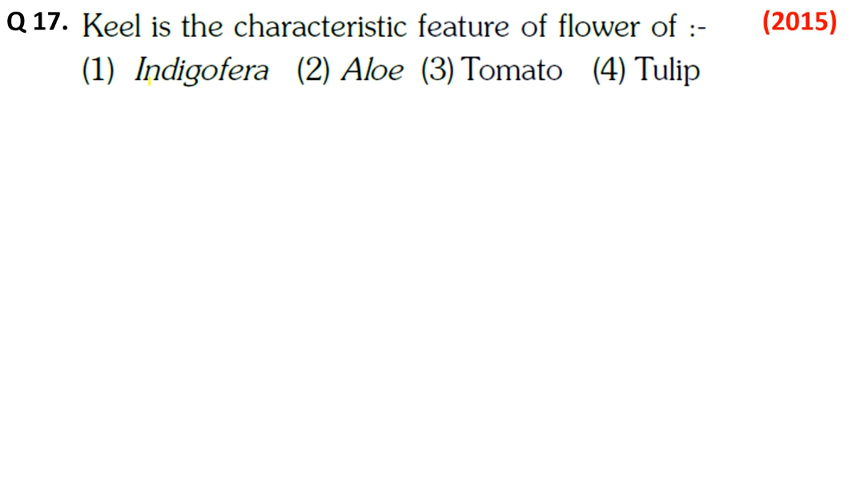 Q 17. Keel is the characteristic feature of flower of :- (2015)
(1) Indigofera (2) Aloe (3) Tomato (4) Tulip